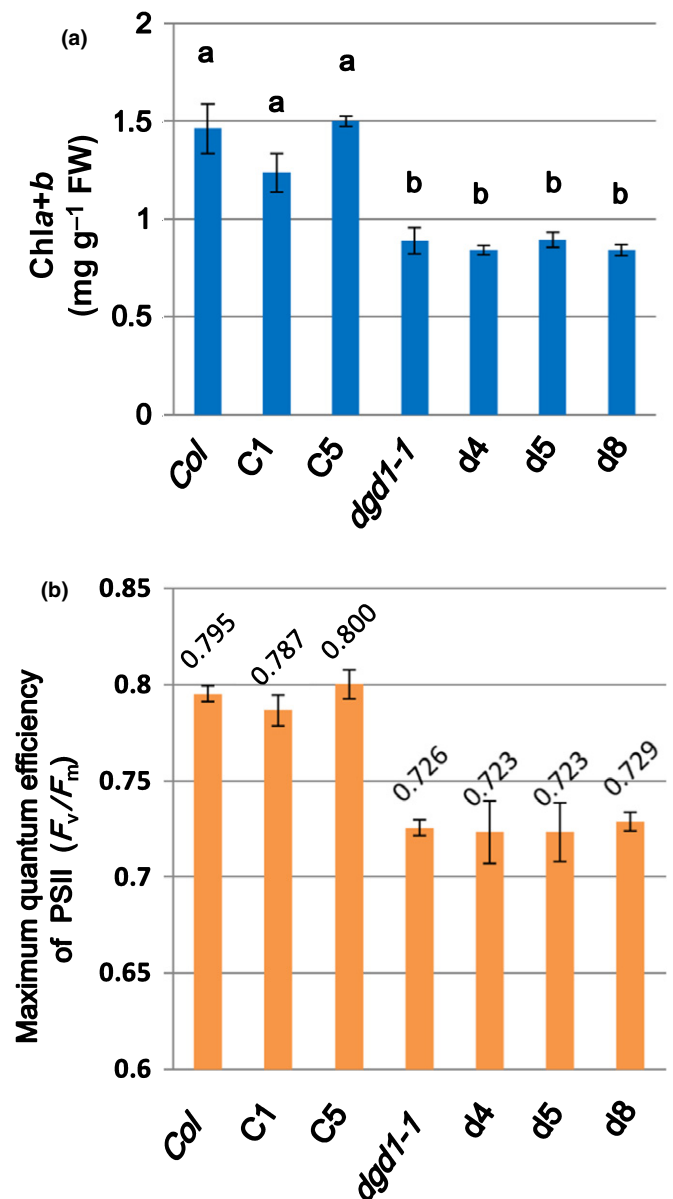 (a)
Chla+b
(mg g⁻¹ FW)
2
1.5
1
0.5
0
a
a
a
b
b
b
b
Col
C1
C5
dgd1-1
d4
d5
d8
(b)
Maximum quantum efficiency
of PSII (Fv/Fm)
0.85
0.8
0.75
0.7
0.65
0.6
0.795
0.787
0.800
0.726
0.723
0.723
0.729
Col
C1
C5
dgd1-1
d4
d5
d8